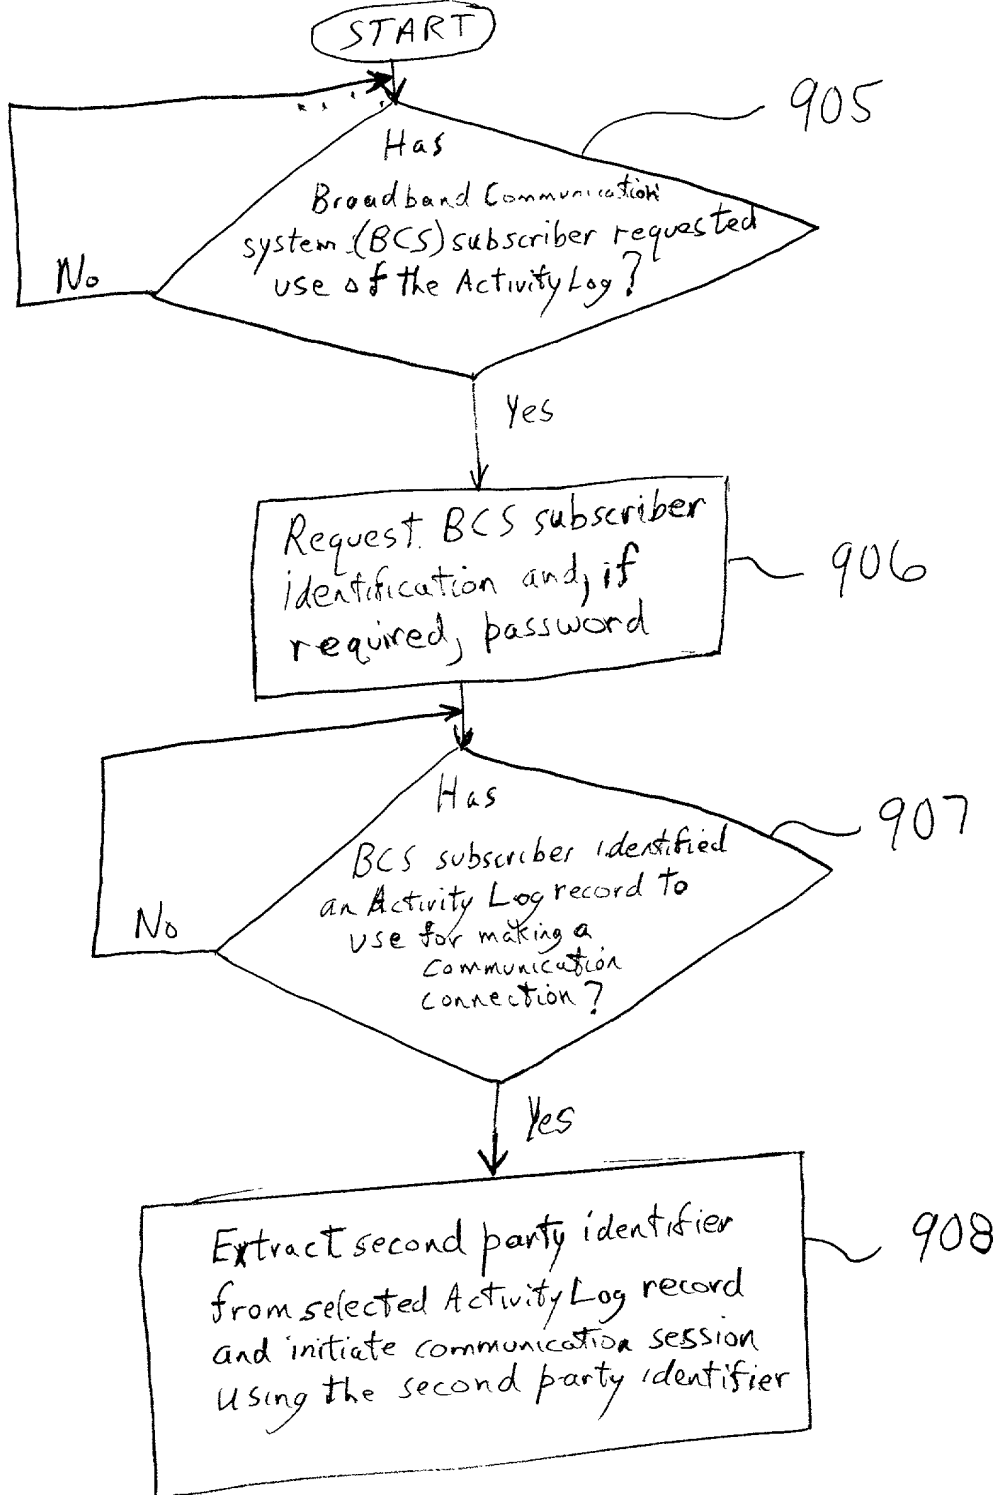 START
905
Has
Broadband Communication
system (BCS) subscriber requested
use of the Activity Log?
No
Yes
Request BCS subscriber
identification and, if
required, password
906
Has
BCS subscriber identified
an Activity Log record to
use for making a
communication
connection?
907
No
Yes
Extract second party identifier
from selected Activity Log record
and initiate communication session
using the second party identifier
908